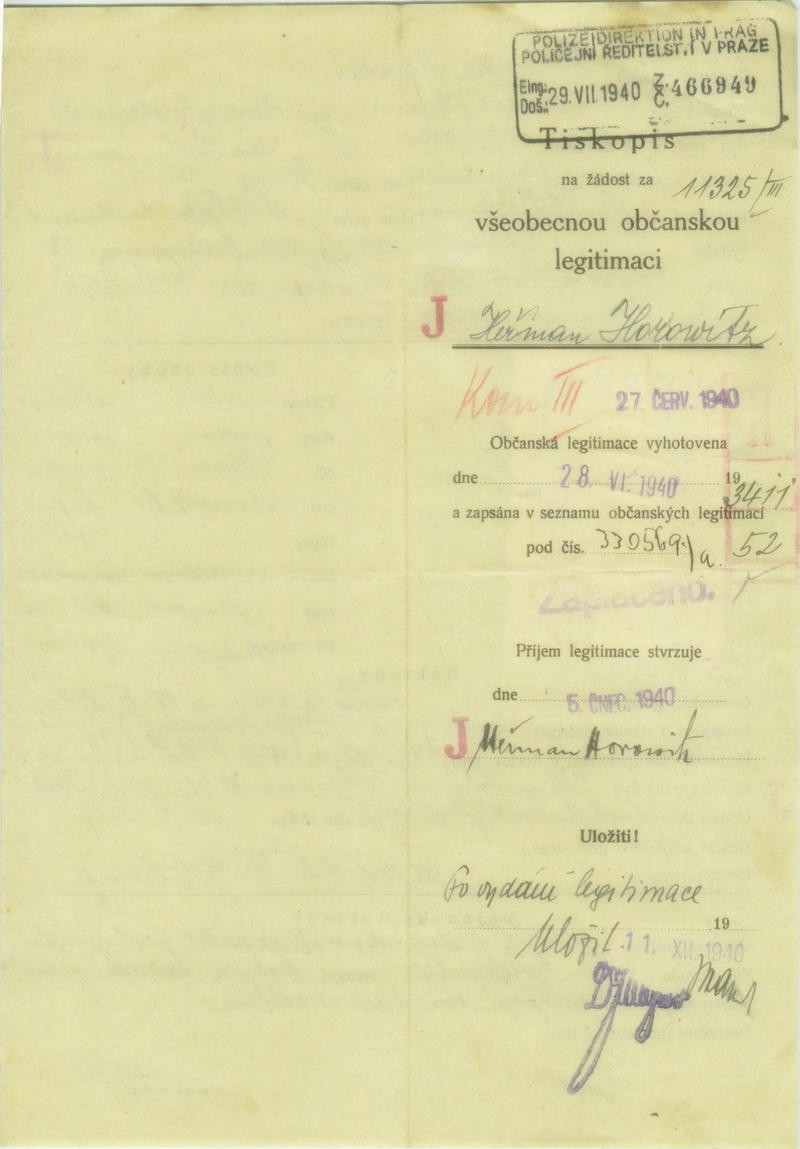 POLIZEIDIREKTION IN PRAG
POLICEJNÍ ŘEDITELSTVÍ V PRAZE
Eing.: Z.
Doš.: 29.VII.1940 Č. 466949
Tiskopis
na žádost za 11325/III
všeobecnou občanskou
legitimaci
J Heřman Horowitz
Kom III 27. ČERV. 1940
Občanská legitimace vyhotovena
dne 28. VI. 1940 19 3411
a zapsána v seznamu občanských legitimací
pod čís. 330569/a. 52
Zaplaceno.
Příjem legitimace stvrzuje
dne 5. ČNEC. 1940
J Heřman Horowitz
Uložiti!
Po vydání legitimace
19
Uložil 11. XII. 1940